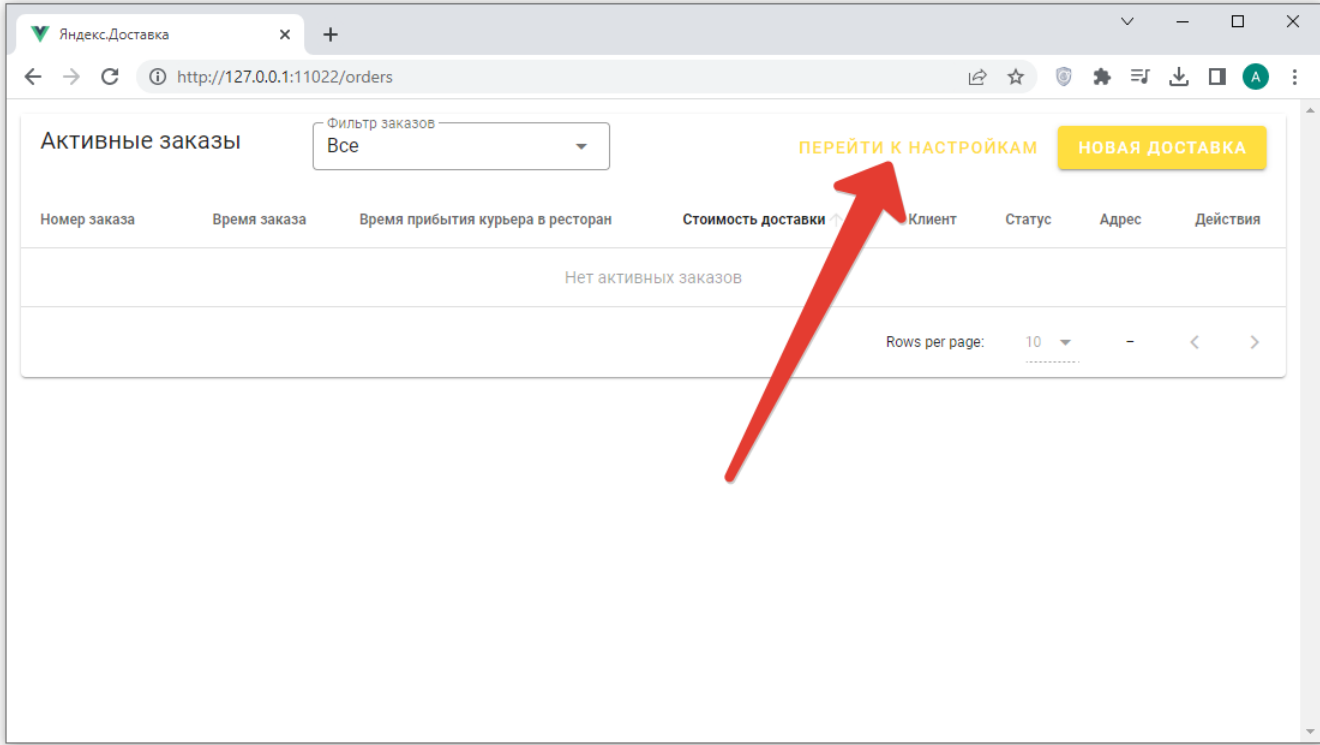 Яндекс.Доставка
http://127.0.0.1:11022/orders
A
Активные заказы
Фильтр заказов
Все
ПЕРЕЙТИ К НАСТРОЙКАМ
НОВАЯ ДОСТАВКА
Номер заказа Время заказа Время прибытия курьера в ресторан Стоимость доставки Клиент Статус Адрес Действия
Нет активных заказов
Rows per page: 10 –